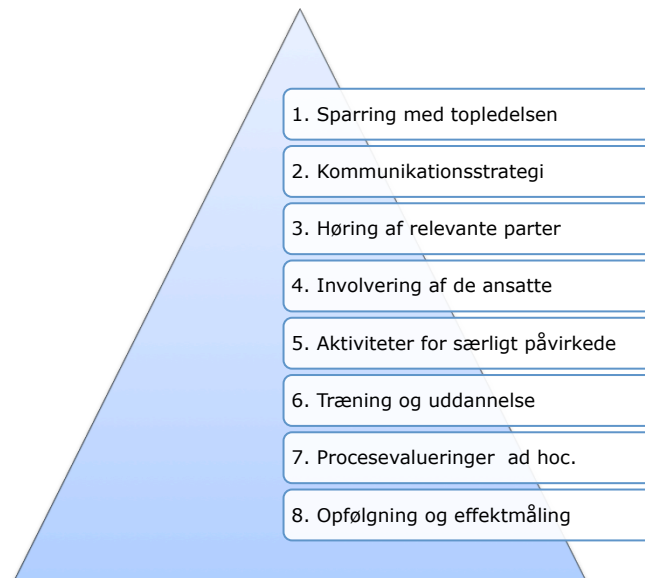 1. Sparring med topledelsen
2. Kommunikationsstrategi
3. Høring af relevante parter
4. Involvering af de ansatte
5. Aktiviteter for særligt påvirkede
6. Træning og uddannelse
7. Procesevalueringer  ad hoc.
8. Opfølgning og effektmåling